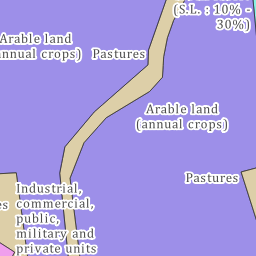 (S.L. : 10% -
30%)
Arable land
(annual crops)
Pastures
Arable land
(annual crops)
Pastures
Industrial,
commercial,
public,
military and
private units